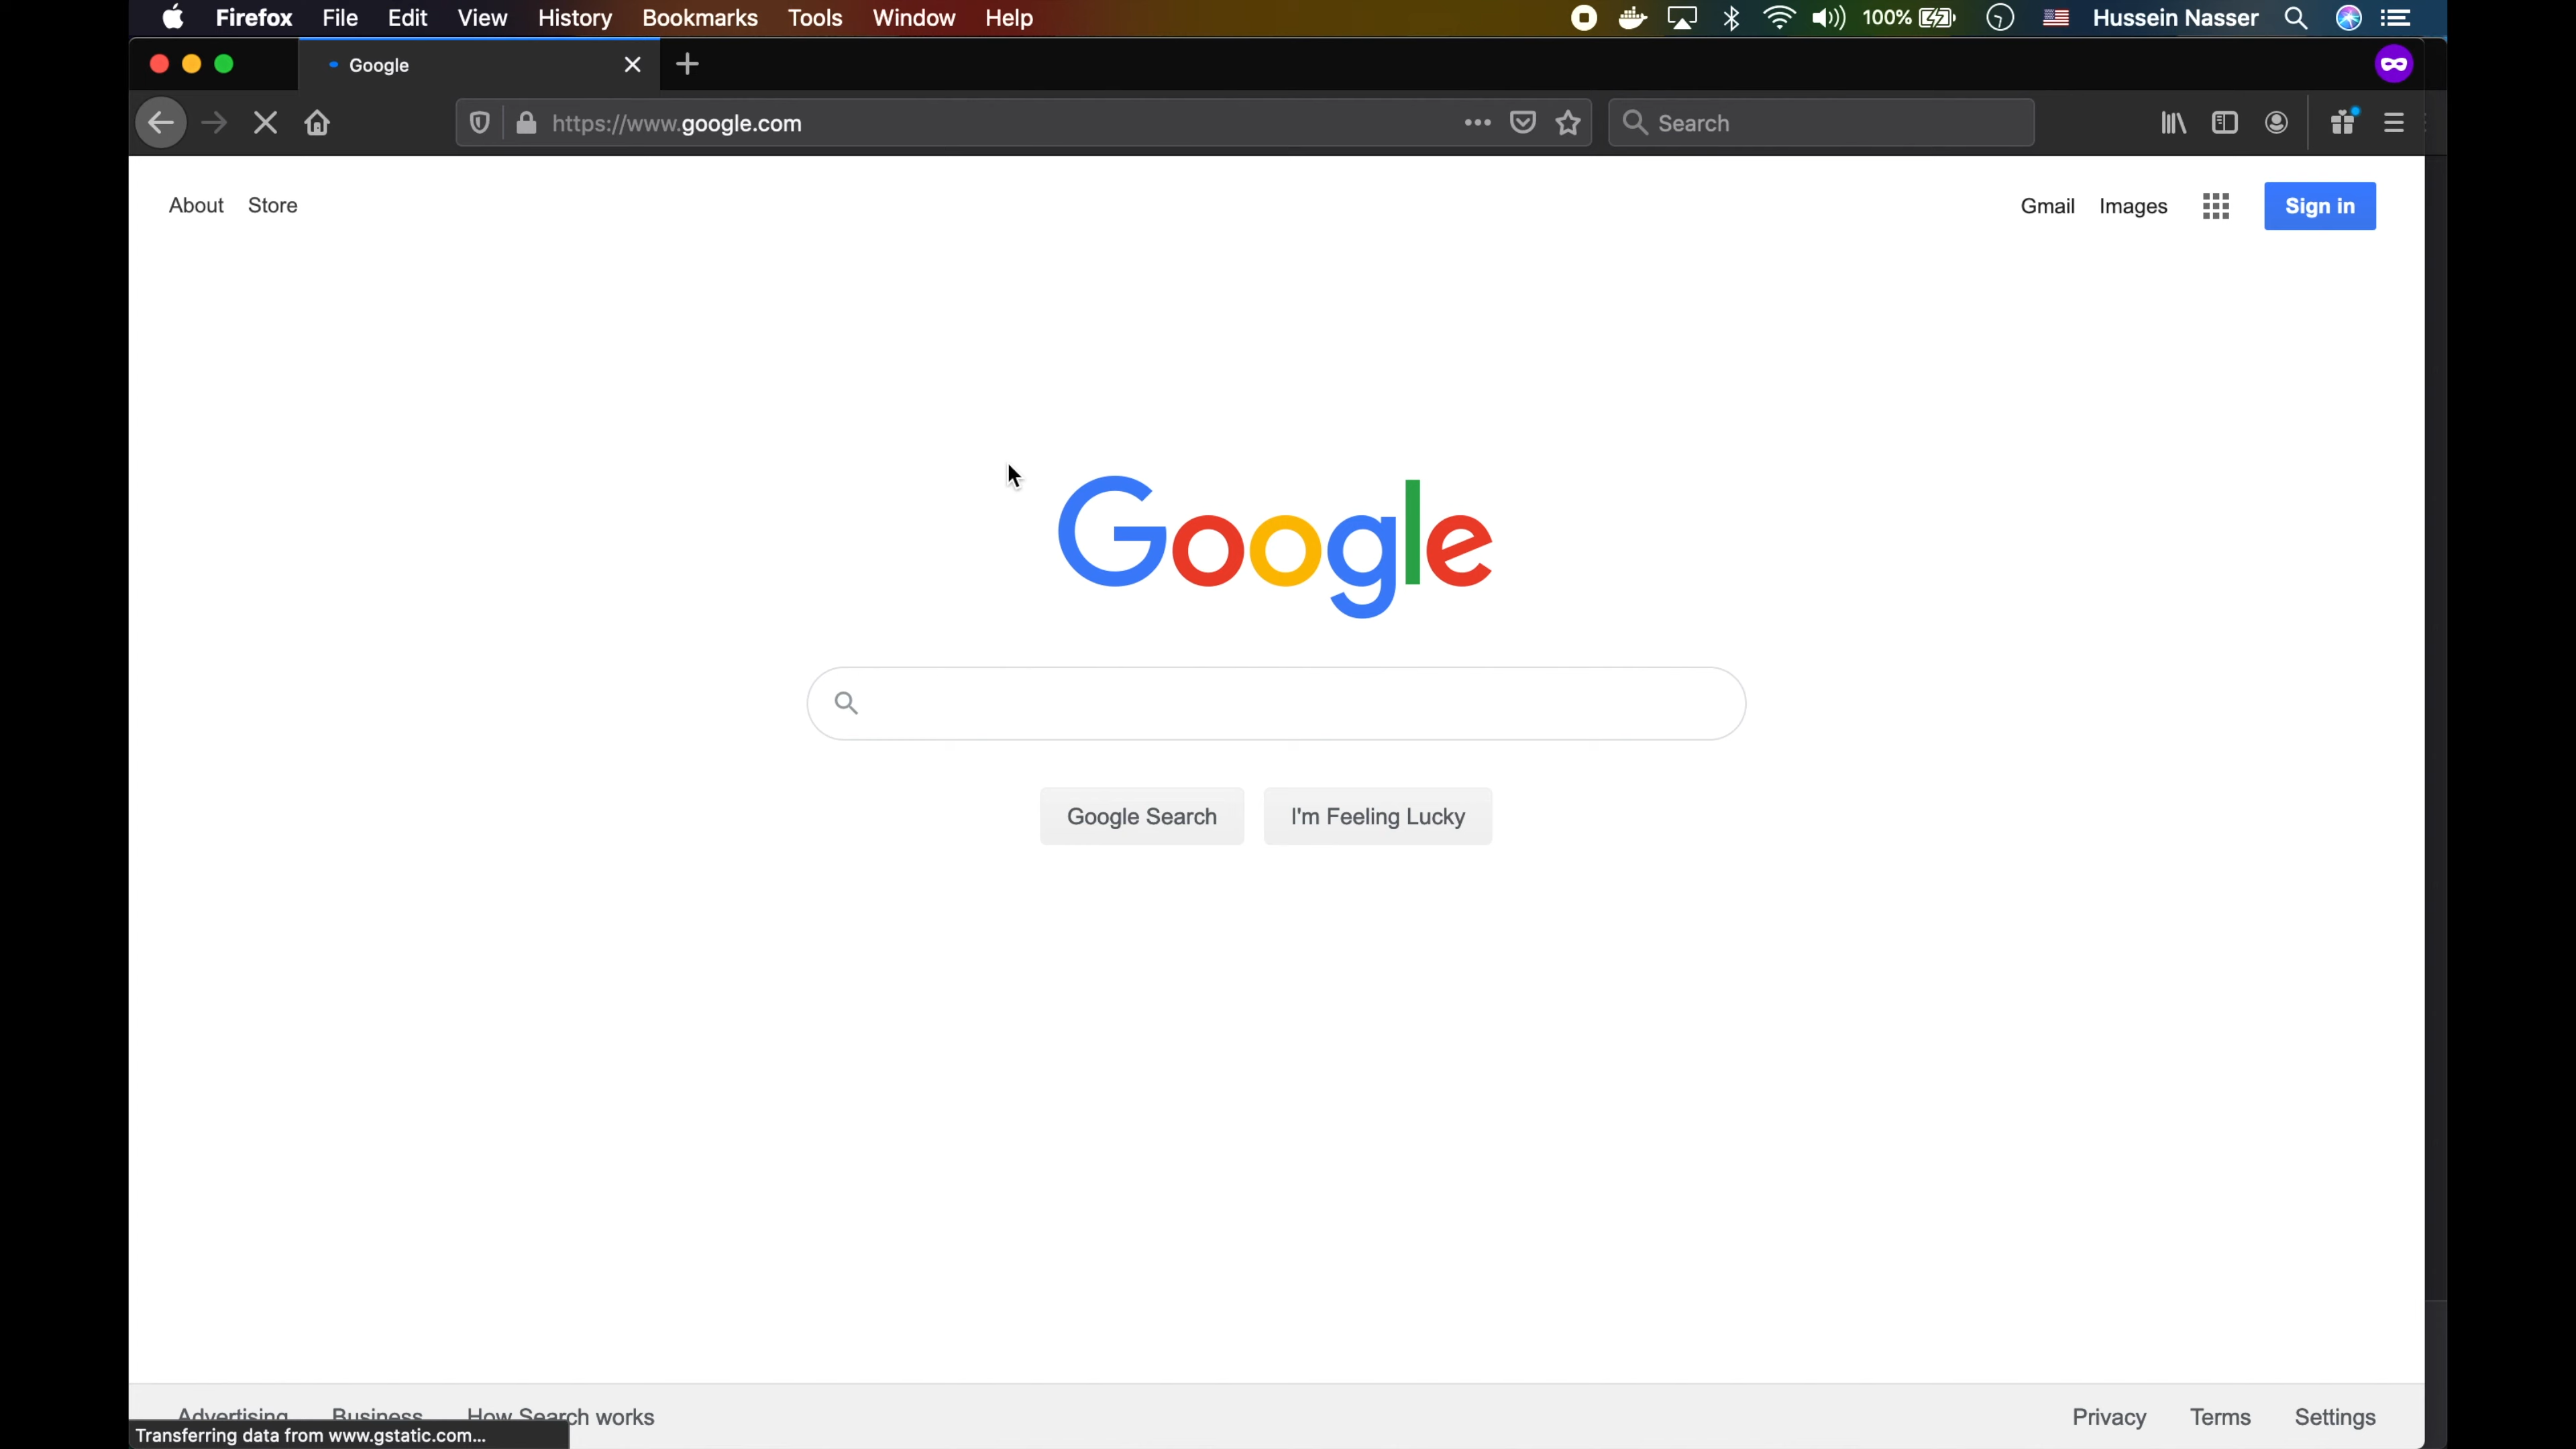 Firefox File Edit View History Bookmarks Tools Window Help 100% Hussein Nasser
Google
https://www.google.com Search
About Store Gmail Images Sign in
Google
Google Search I'm Feeling Lucky
Advertising Business How Search works Privacy Terms Settings
Transferring data from www.gstatic.com...